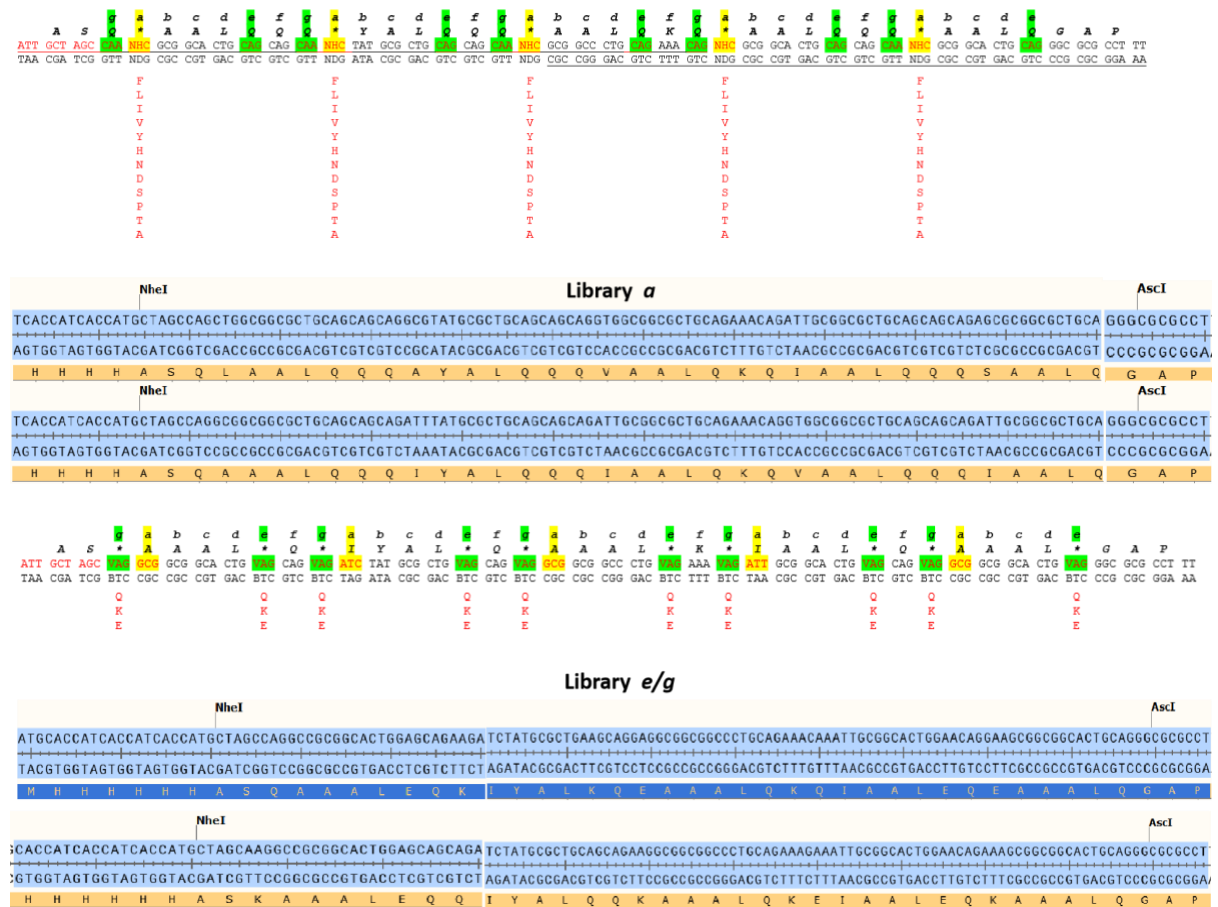 g a b c d e f g a b c d e f g a b c d e f g a b c d e f g a b c d e
A S Q * A A L Q Q Q * Y A L Q Q Q * A A L Q K Q * A A L Q Q Q * A A L Q G A P
ATT GCT AGC CAA NHC GCG GCA CTG CAG CAG CAA NHC TAT GCG CTG CAG CAG CAA NHC GCG GCC CTG CAG AAA CAG NHC GCG GCA CTG CAG CAG CAA NHC GCG GCA CTG CAG GGC GCG CCT TT
TAA CGA TCG GTT NDG CGC CGT GAC GTC GTC GTT NDG ATA CGC GAC GTC GTC GTT NDG CGC CGG GAC GTC TTT GTC NDG CGC CGT GAC GTC GTC GTT NDG CGC CGT GAC GTC CCG CGC GGA AA
F F F F F
L L L L L
I I I I I
V V V V V
Y Y Y Y Y
H H H H H
N N N N N
D D D D D
S S S S S
P P P P P
T T T T T
A A A A A
NheI Library a AscI
TCACCATCACCATGCTAGCCAGCTGGCGGCGCTGCAGCAGCAGGCGTATGCGCTGCAGCAGCAGGTGGCGGCGCTGCAGAAACAGATTGCGGCGCTGCAGCAGCAGAGCGCGGCGCTGCA GGGCGCGCCT
AGTGGTAGTGGTACGATCGGTCGACCGCCGCGACGTCGTCGTCCGCATACGCGACGTCGTCGTCCACCGCCGCGACGTCTTTGTCTAACGCCGCGACGTCGTCGTCTCGCGCCGCGACGT CCCGCGCGGA
H H H H A S Q L A A L Q Q Q A Y A L Q Q Q V A A L Q K Q I A A L Q Q Q S A A L Q G A P
NheI AscI
TCACCATCACCATGCTAGCCAGGCGGCGGCGCTGCAGCAGCAGATTTATGCGCTGCAGCAGCAGATTGCGGCGCTGCAGAAACAGGTGGCGGCGCTGCAGCAGCAGATTGCGGCGCTGCA GGGCGCGCCT
AGTGGTAGTGGTACGATCGGTCCGCCGCCGCGACGTCGTCGTCTAAATACGCGACGTCGTCGTCTAACGCCGCGACGTCTTTGTCCACCGCCGCGACGTCGTCGTCTAACGCCGCGACGT CCCGCGCGGA
H H H H A S Q A A A L Q Q Q I Y A L Q Q Q I A A L Q K Q V A A L Q Q Q I A A L Q G A P
g a b c d e f g a b c d e f g a b c d e f g a b c d e f g a b c d e
A S * A A A L * Q * I Y A L * Q * A A A L * K * I A A L * Q * A A A L * G A P
ATT GCT AGC VAG GCG GCG GCA CTG VAG CAG VAG ATC TAT GCG CTG VAG CAG VAG GCG GCG GCC CTG VAG AAA VAG ATT GCG GCA CTG VAG CAG VAG GCG GCG GCA CTG VAG GGC GCG CCT TT
TAA CGA TCG BTC CGC CGC CGT GAC BTC GTC BTC TAG ATA CGC GAC BTC GTC BTC CGC CGC CGG GAC BTC TTT BTC TAA CGC CGT GAC BTC GTC BTC CGC CGC CGT GAC BTC CCG CGC GGA AA
Q Q Q Q Q Q Q Q Q Q
K K K K K K K K K K
E E E E E E E E E E
Library e/g
NheI AscI
ATGCACCATCACCATCACCATGCTAGCCAGGCCGCGGCACTGGAGCAGAAGA TCTATGCGCTGAAGCAGGAGGCGGCGGCCCTGCAGAAACAAATTGCGGCACTGGAACAGGAAGCGGCGGCACTGCAGGGCGCGCCT
TACGTGGTAGTGGTAGTGGTACGATCGGTCCGGCGCCGTGACCTCGTCTTCT AGATACGCGACTTCGTCCTCCGCCGCCGGGACGTCTTTGTTTAACGCCGTGACCTTGTCCTTCGCCGCCGTGACGTCCCGCGCGGA
M H H H H H H A S Q A A A L E Q K I Y A L K Q E A A A L Q K Q I A A L E Q E A A A L Q G A P
NheI AscI
GCACCATCACCATCACCATGCTAGCAAGGCCGCGGCACTGGAGCAGCAGA TCTATGCGCTGCAGCAGAAGGCGGCGGCCCTGCAGAAAGAAATTGCGGCACTGGAACAGAAAGCGGCGGCACTGCAGGGCGCGCCT
CGTGGTAGTGGTAGTGGTACGATCGTTCCGGCGCCGTGACCTCGTCGTCT AGATACGCGACGTCGTCTTCCGCCGCCGGGACGTCTTTCTTTAACGCCGTGACCTTGTCTTTCGCCGCCGTGACGTCCCGCGCGGA
H H H H H H A S K A A A L E Q Q I Y A L Q Q K A A A L Q K E I A A L E Q K A A A L Q G A P